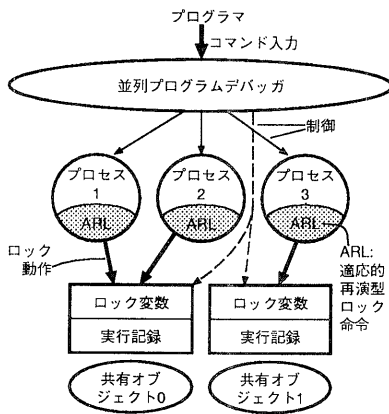 プログラマ
コマンド入力
並列プログラムデバッガ
制御
プロセス
1
ARL
プロセス
2
ARL
プロセス
3
ARL
ロック
動作
ARL:
適応的
再演型
ロック
命令
ロック変数
実行記録
ロック変数
実行記録
共有オブ
ジェクト0
共有オブ
ジェクト1